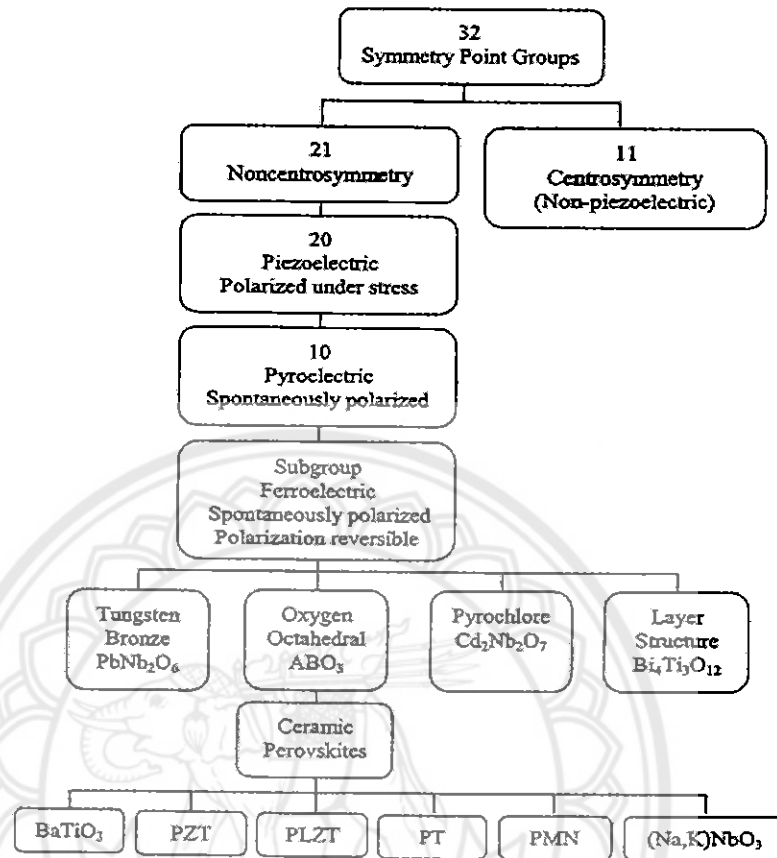 32
Symmetry Point Groups
21
Noncentrosymmetry
11
Centrosymmetry
(Non-piezoelectric)
20
Piezoelectric
Polarized under stress
10
Pyroelectric
Spontaneously polarized
Subgroup
Ferroelectric
Spontaneously polarized
Polarization reversible
Tungsten
Bronze
PbNb₂O₆
Oxygen
Octahedral
ABO₃
Pyrochlore
Cd₂Nb₂O₇
Layer
Structure
Bi₄Ti₃O₁₂
Ceramic
Perovskites
BaTiO₃
PZT
PLZT
PT
PMN
(Na,K)NbO₃